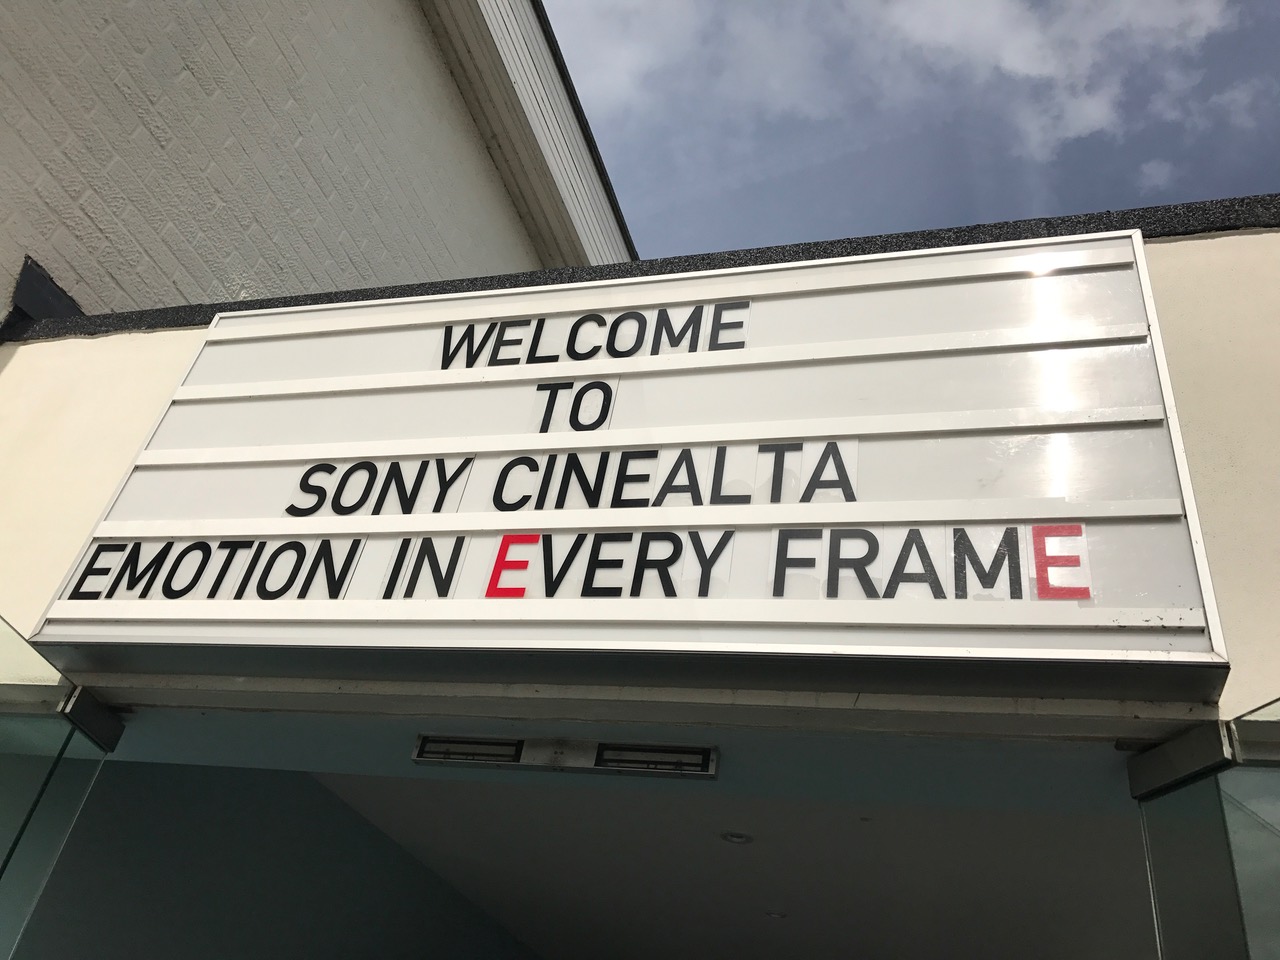 WELCOME
TO
SONY CINEALTA
EMOTION IN EVERY FRAME